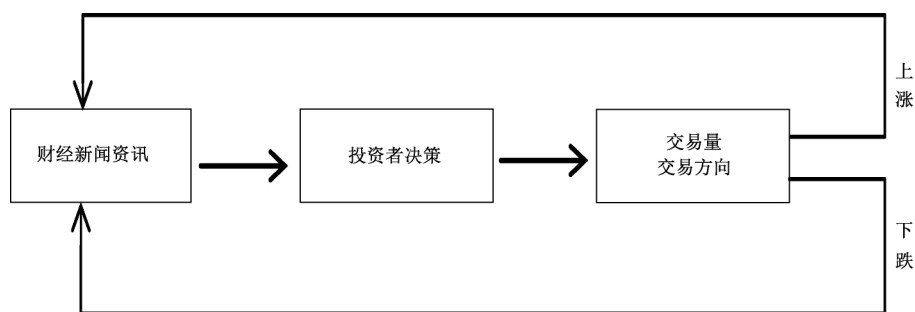 财经新闻资讯
投资者决策
交易量
交易方向
上涨
下跌